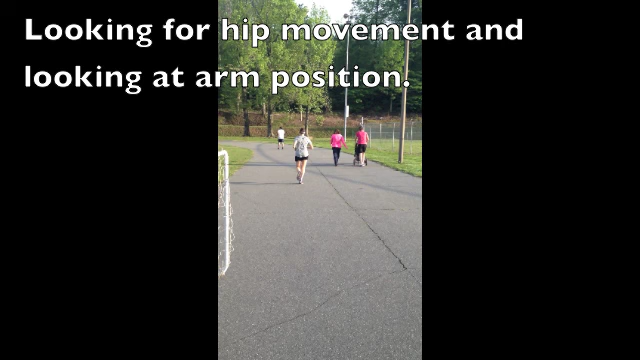 Looking for hip movement and
looking at arm position.